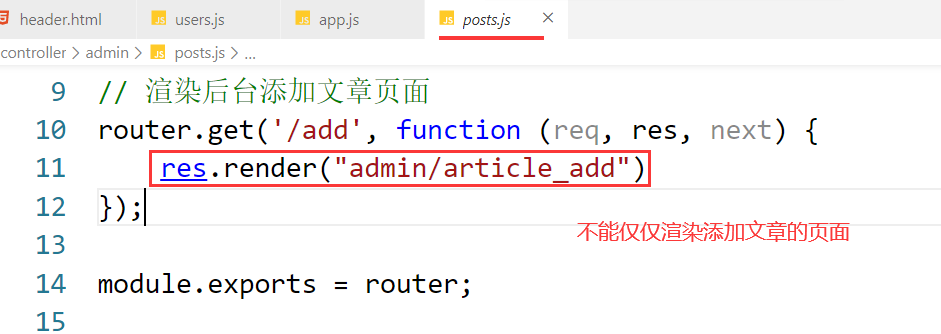 header.html JS users.js JS app.js JS posts.js ×
controller > admin > JS posts.js > ...
9 // 渲染后台添加文章页面
10 router.get('/add', function (req, res, next) {
11 res.render("admin/article_add")
12 });
不能仅仅渲染添加文章的页面
13
14 module.exports = router;
15